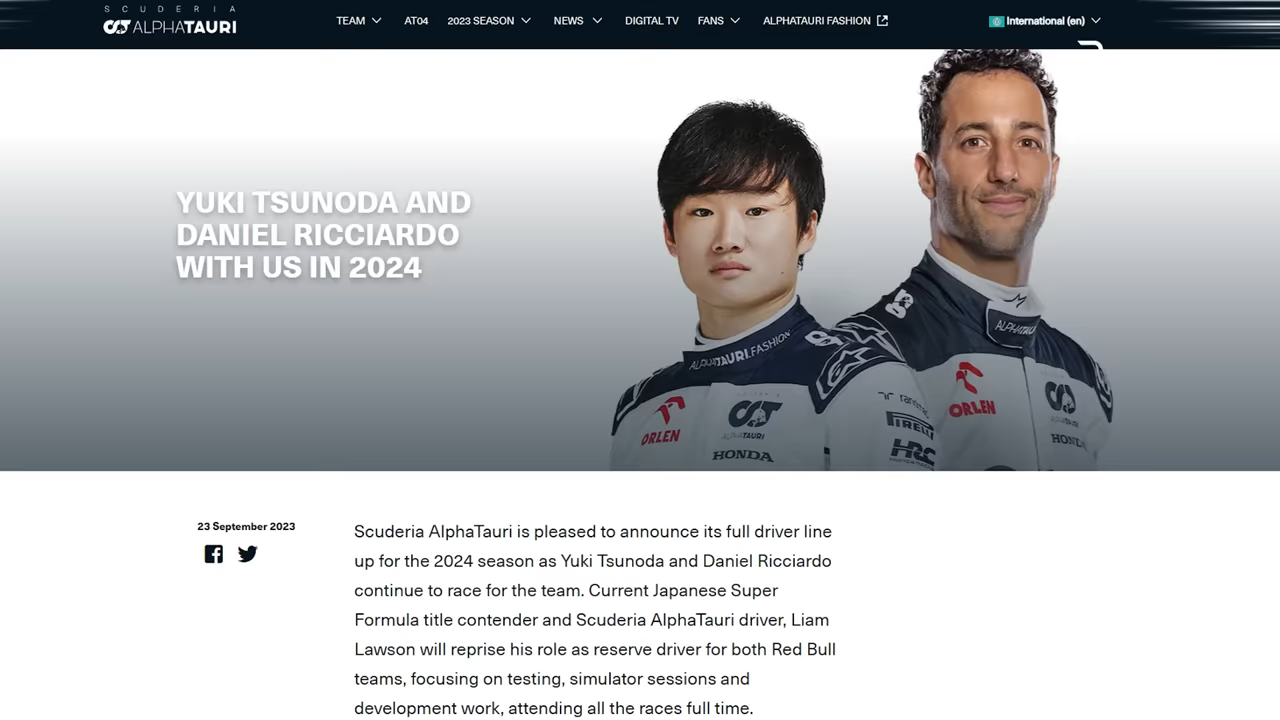 SCUDERIA
ALPHATAURI
TEAM
AT04
2023 SEASON
NEWS
DIGITAL TV
FANS
ALPHATAURI FASHION
International (en)
YUKI TSUNODA AND
DANIEL RICCIARDO
WITH US IN 2024
ALPHATAURI.FASHION
ORLEN
ALPHATAURI
HONDA
PIRELLI
HRC
ALPHATAURI
ORLEN
ALPHATAURI
HONDA
23 September 2023
Scuderia AlphaTauri is pleased to announce its full driver line
up for the 2024 season as Yuki Tsunoda and Daniel Ricciardo
continue to race for the team. Current Japanese Super
Formula title contender and Scuderia AlphaTauri driver, Liam
Lawson will reprise his role as reserve driver for both Red Bull
teams, focusing on testing, simulator sessions and
development work, attending all the races full time.